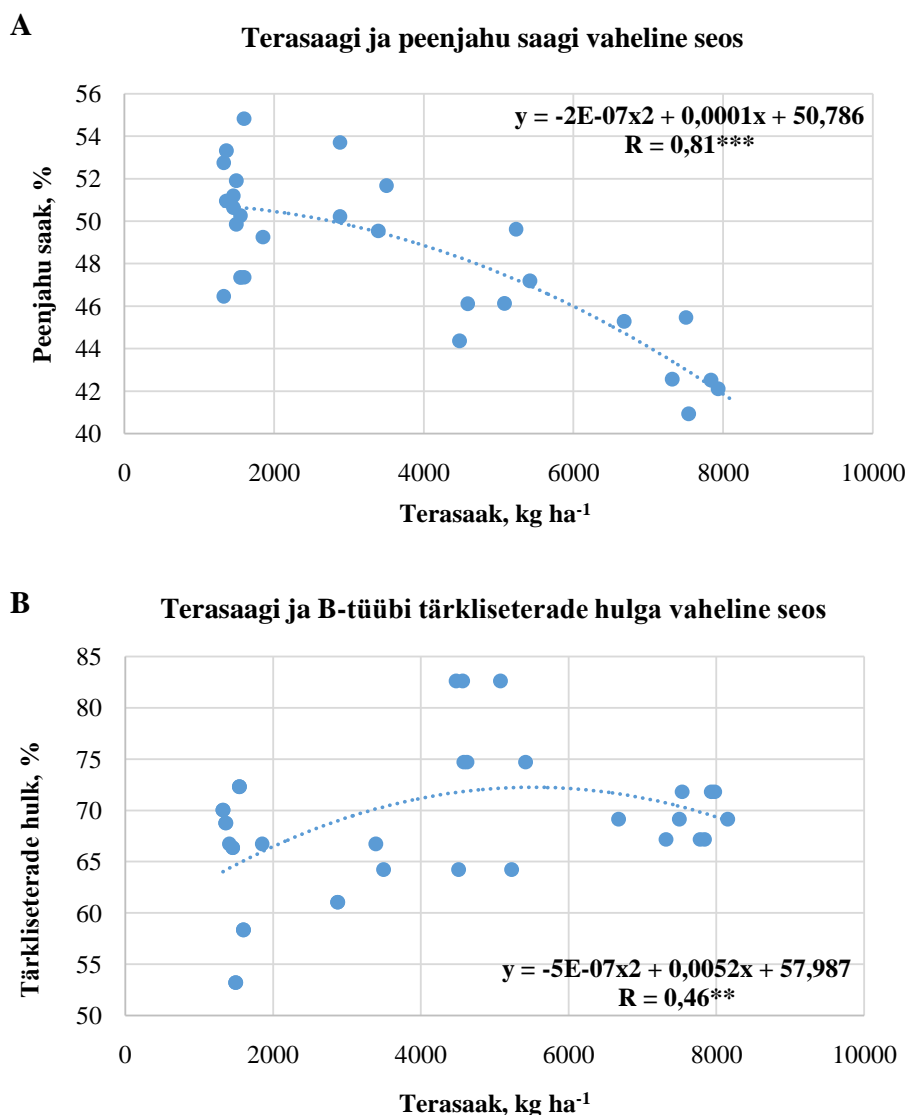 A
Terasaagi ja peenjahu saagi vaheline seos
56
54
52
50
48
46
44
42
40
y = -2E-07x2 + 0,0001x + 50,786
R = 0,81***
Peenjahu saak, %
0 2000 4000 6000 8000 10000
Terasaak, kg ha⁻¹
B
Terasaagi ja B-tüübi tärkliseterade hulga vaheline seos
85
80
75
70
65
60
55
50
y = -5E-07x2 + 0,0052x + 57,987
R = 0,46**
Tärkliseterade hulk, %
0 2000 4000 6000 8000 10000
Terasaak, kg ha⁻¹